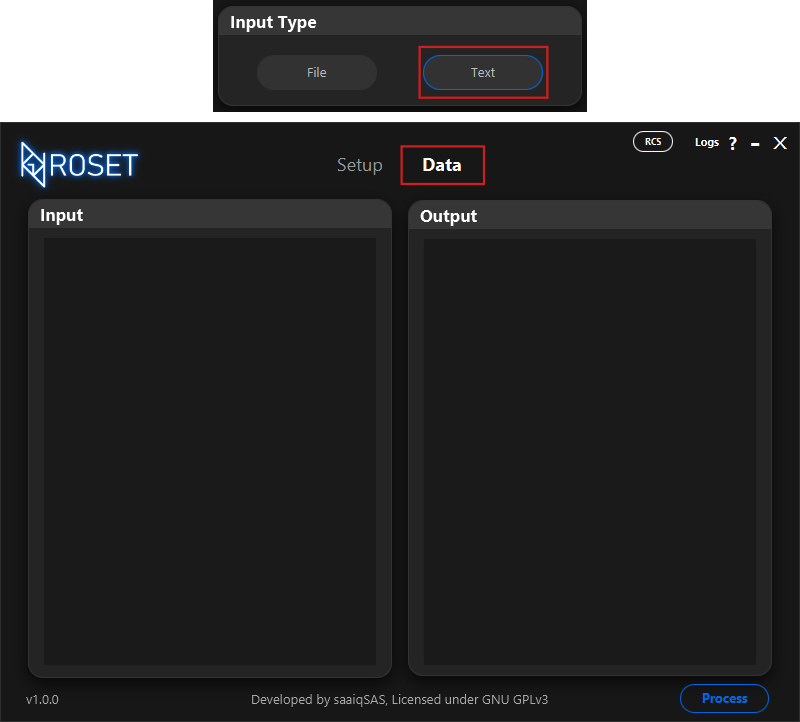 Input Type
File Text
ROSET
Setup Data
RC5 Logs ? – X
Input
Output
v1.0.0
Developed by saaiqSAS, Licensed under GNU GPLv3
Process